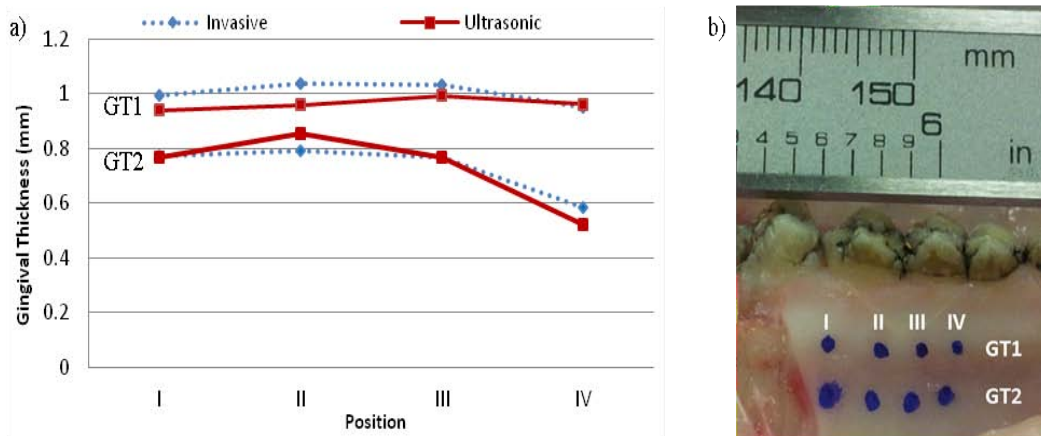 a)
Invasive
Ultrasonic
1.2
1
0.8
0.6
0.4
0.2
0
GT1
GT2
Gingival Thickness (mm)
I II III IV
Position
b)
mm
140 150
3 4 5 6 7 8 9 6
in
I II III IV
GT1
GT2